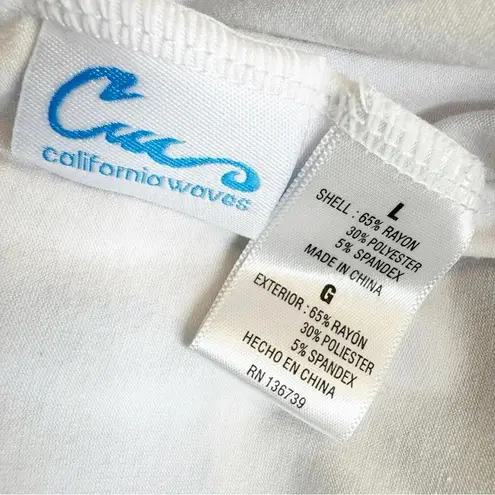 Cw
california waves
L
SHELL : 65% RAYON
30% POLYESTER
5% SPANDEX
MADE IN CHINA
G
EXTERIOR : 65% RAYÓN
30% POLIESTER
5% SPANDEX
HECHO EN CHINA
RN 136739